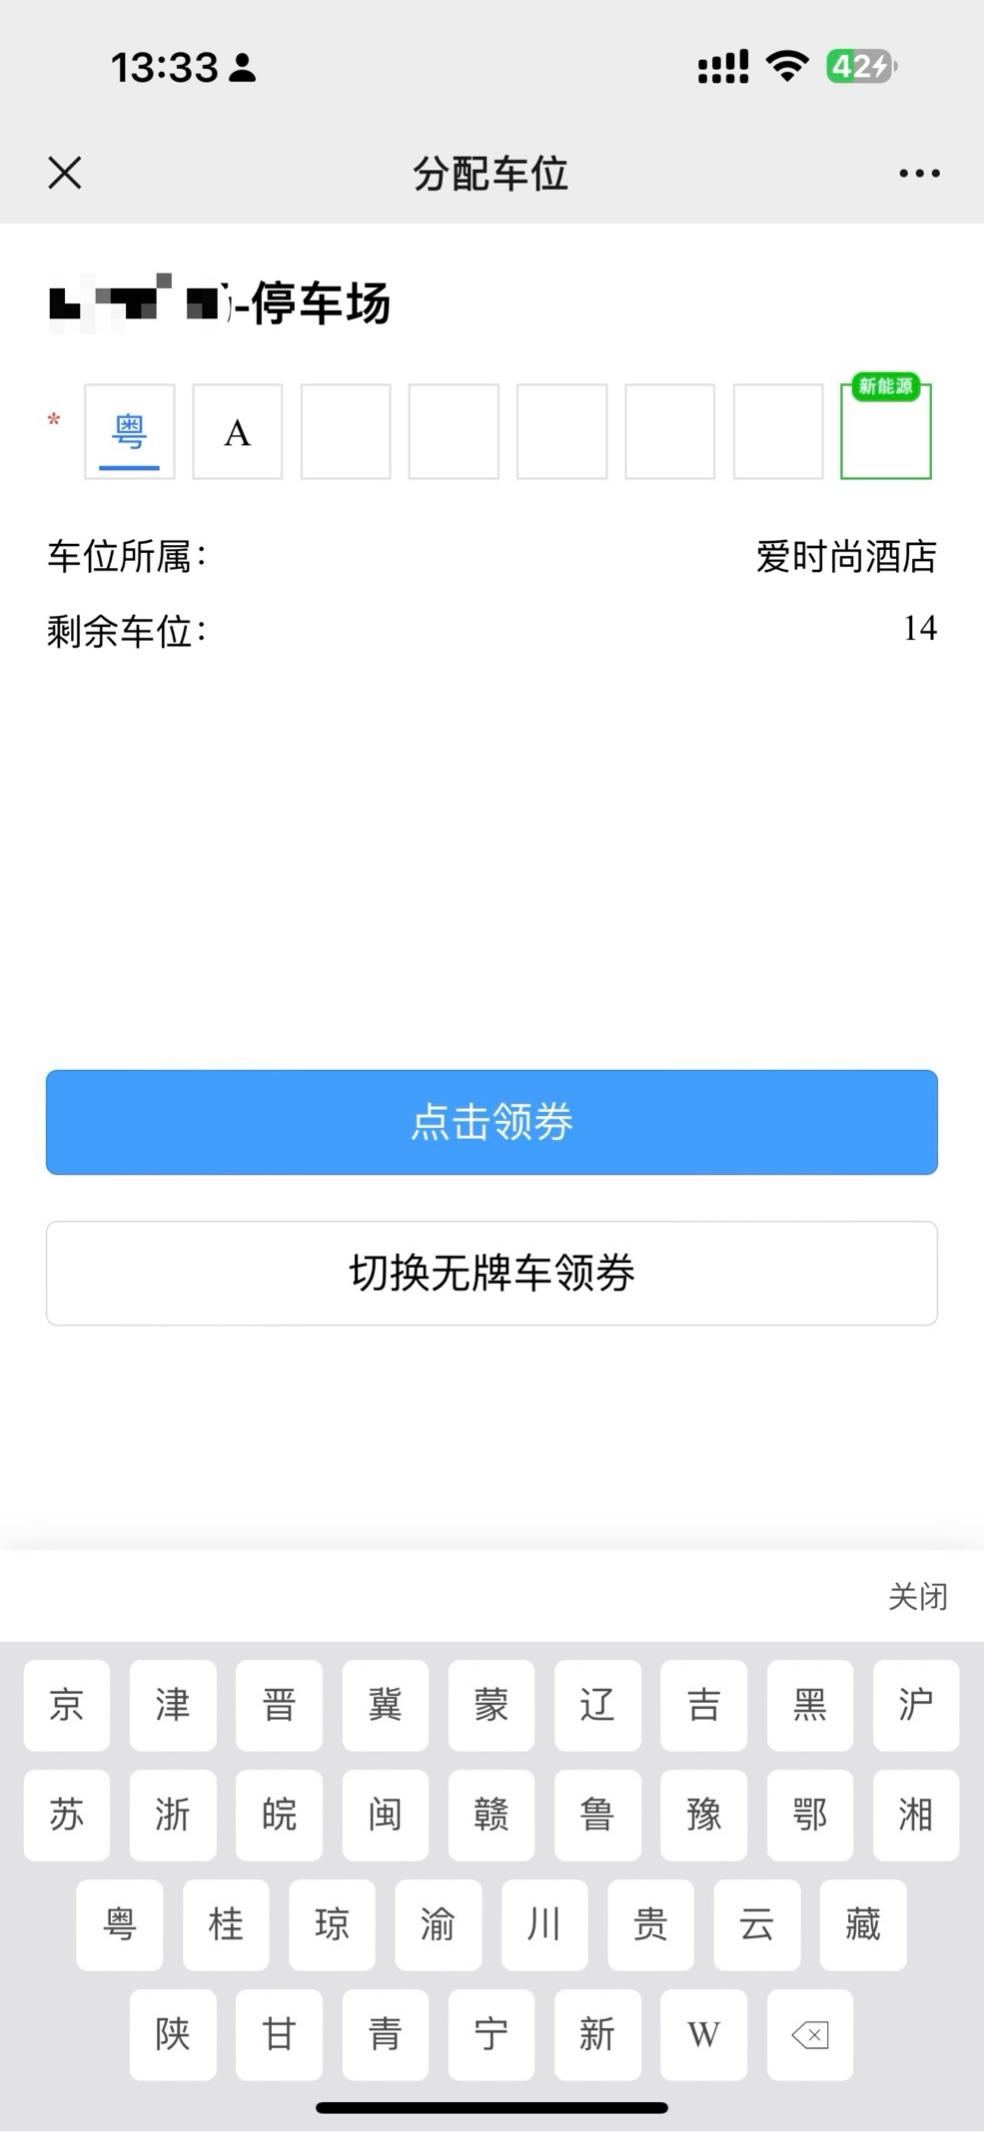 13:33
42
分配车位
-停车场
新能源
* 粤 A
车位所属: 爱时尚酒店
剩余车位: 14
点击领券
切换无牌车领券
关闭
京 津 晋 冀 蒙 辽 吉 黑 沪
苏 浙 皖 闽 赣 鲁 豫 鄂 湘
粤 桂 琼 渝 川 贵 云 藏
陕 甘 青 宁 新 W